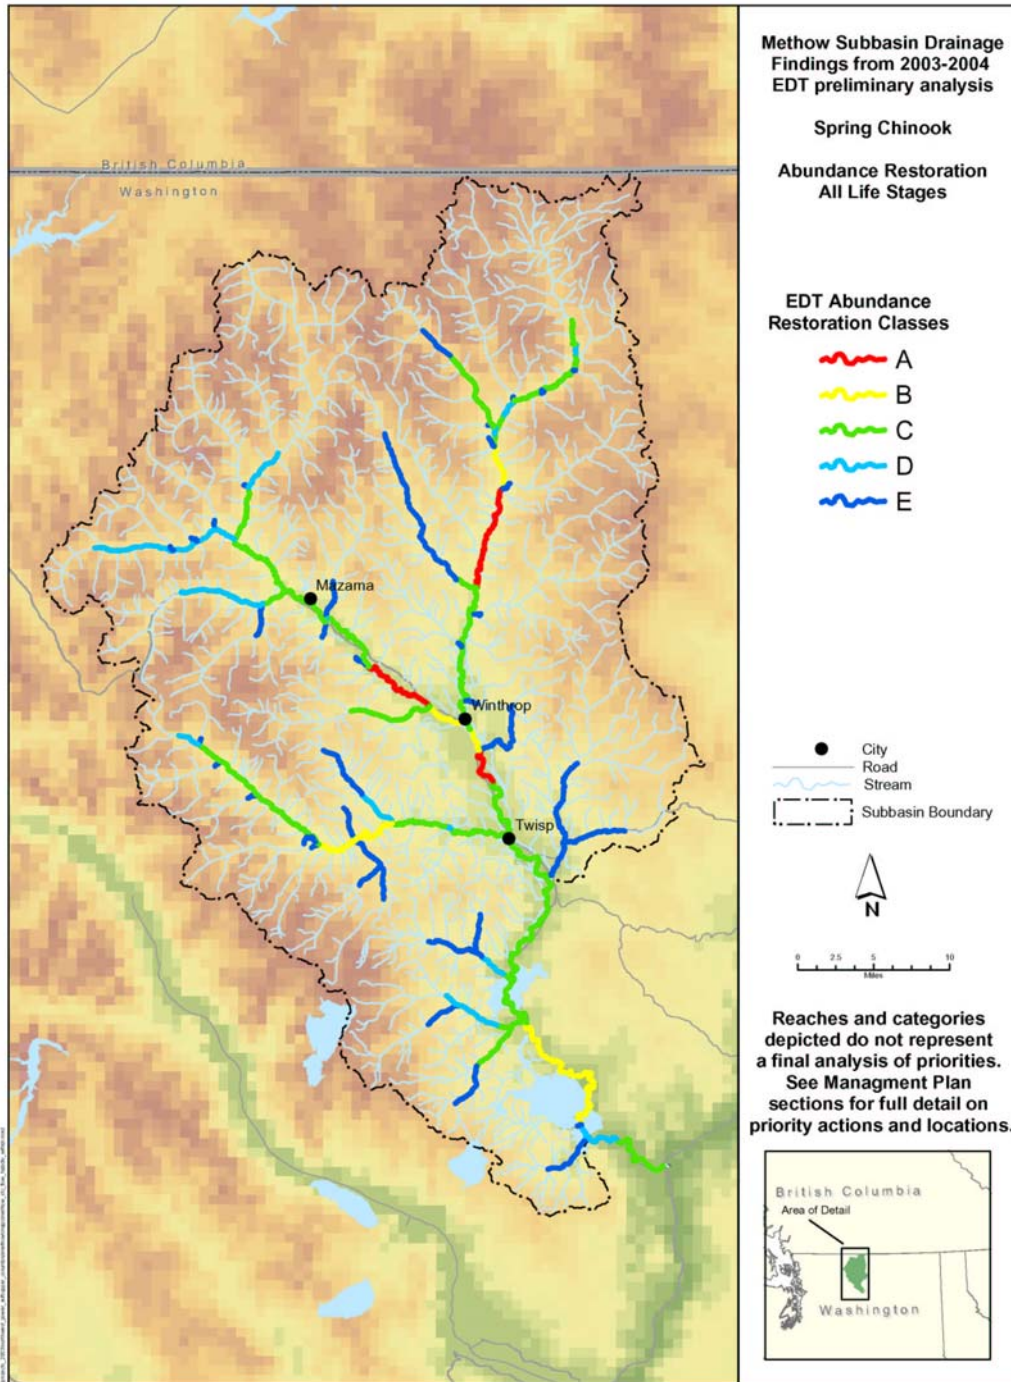 Methow Subbasin Drainage
Findings from 2003-2004
EDT preliminary analysis
Spring Chinook
Abundance Restoration
All Life Stages
British Columbia
Washington
Mazama
Winthrop
Twisp
EDT Abundance
Restoration Classes
A
B
C
D
E
City
Road
Stream
Subbasin Boundary
N
0 2.5 5 10
Miles
Reaches and categories
depicted do not represent
a final analysis of priorities.
See Managment Plan
sections for full detail on
priority actions and locations.
British Columbia
Area of Detail
Washington